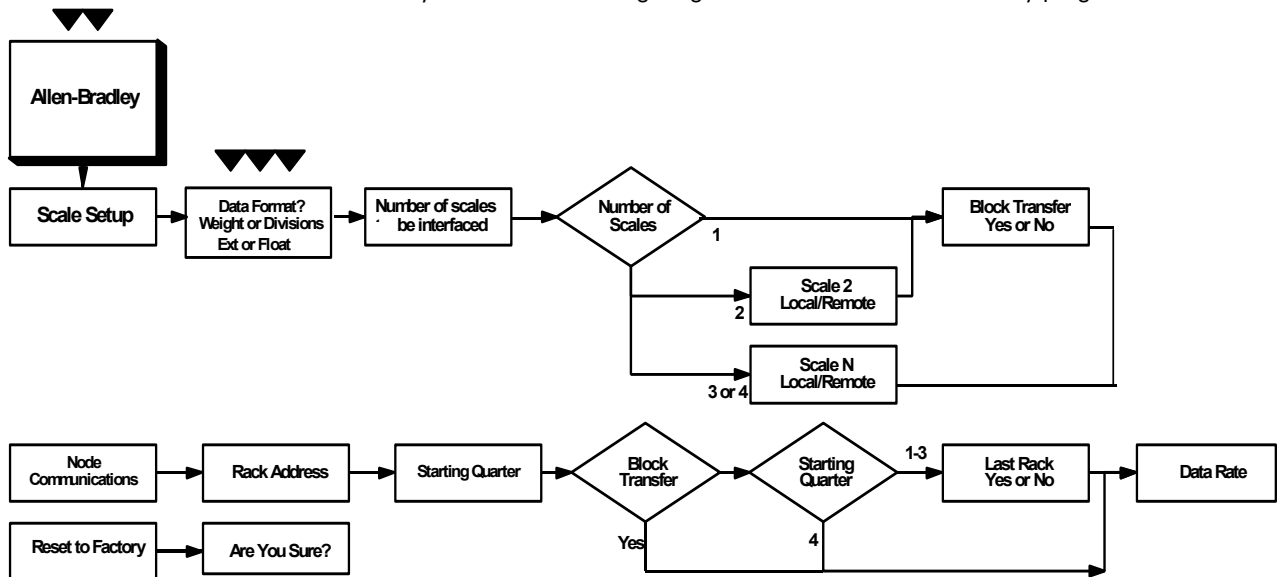 Allen-Bradley
Scale Setup
Data Format?
Weight or Divisions
Ext or Float
Number of scales
be interfaced
Number of
Scales
1
Block Transfer
Yes or No
2
Scale 2
Local/Remote
3 or 4
Scale N
Local/Remote
Node
Communications
Rack Address
Starting Quarter
Block
Transfer
Yes
Starting
Quarter
1-3
4
Last Rack
Yes or No
Data Rate
Reset to Factory
Are You Sure?